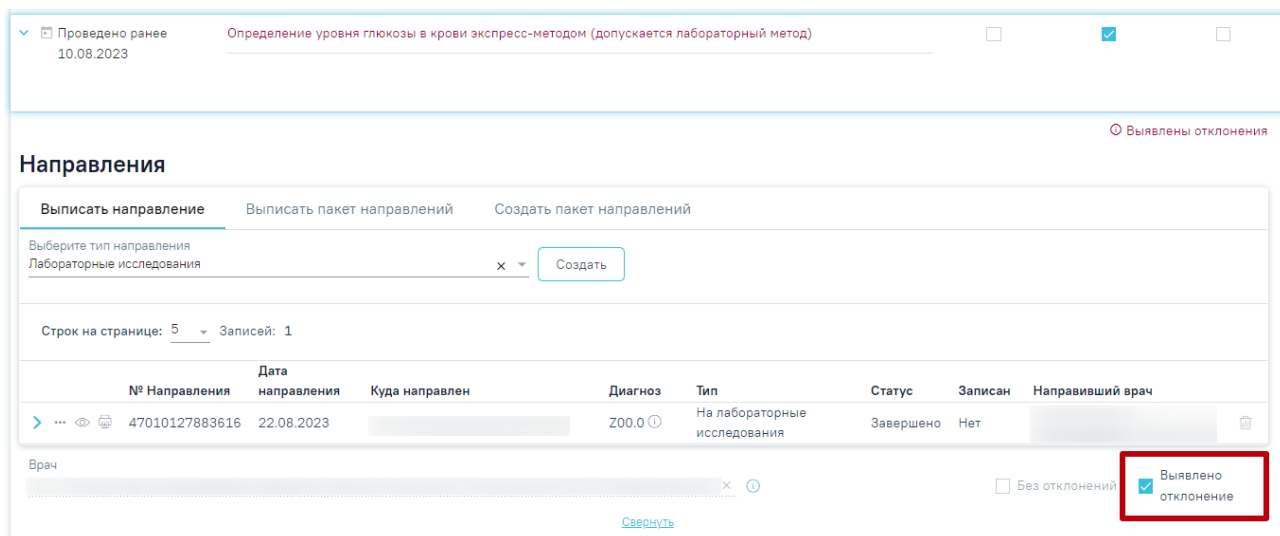 Проведено ранее
10.08.2023
Определение уровня глюкозы в крови экспресс-методом (допускается лабораторный метод)
Выявлены отклонения
Направления
Выписать направление Выписать пакет направлений Создать пакет направлений
Выберите тип направления
Лабораторные исследования
Создать
Строк на странице: 5 Записей: 1
№ Направления Дата направления Куда направлен Диагноз Тип Статус Записан Направивший врач
47010127883616 22.08.2023 Z00.0 На лабораторные исследования Завершено Нет
Врач
Без отклонений
Выявлено
отклонение
Свернуть